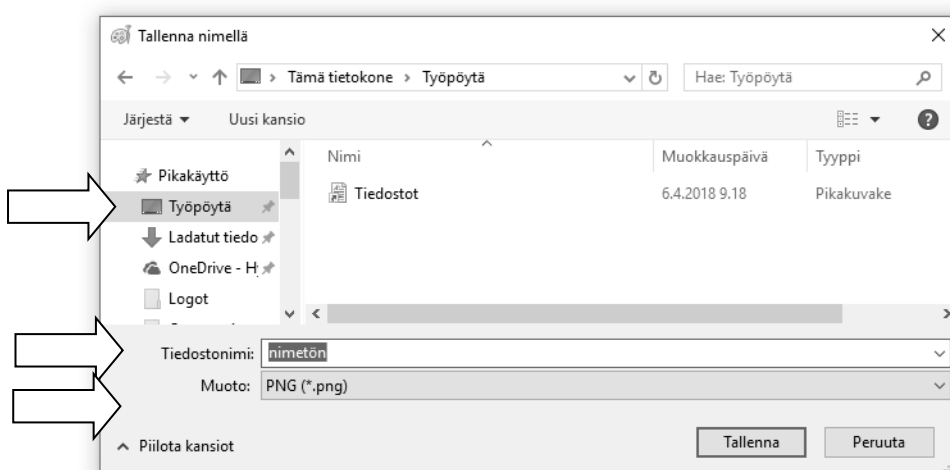 Tallenna nimellä
Tämä tietokone > Työpöytä
Hae: Työpöytä
Järjestä
Uusi kansio
Nimi
Muokkauspäivä
Tyyppi
Pikakäyttö
Työpöytä
Ladatut tiedo
OneDrive - H
Logot
Tiedostot
6.4.2018 9.18
Pikakuvake
Tiedostonimi: nimetön
Muoto: PNG (*.png)
Piilota kansiot
Tallenna
Peruuta